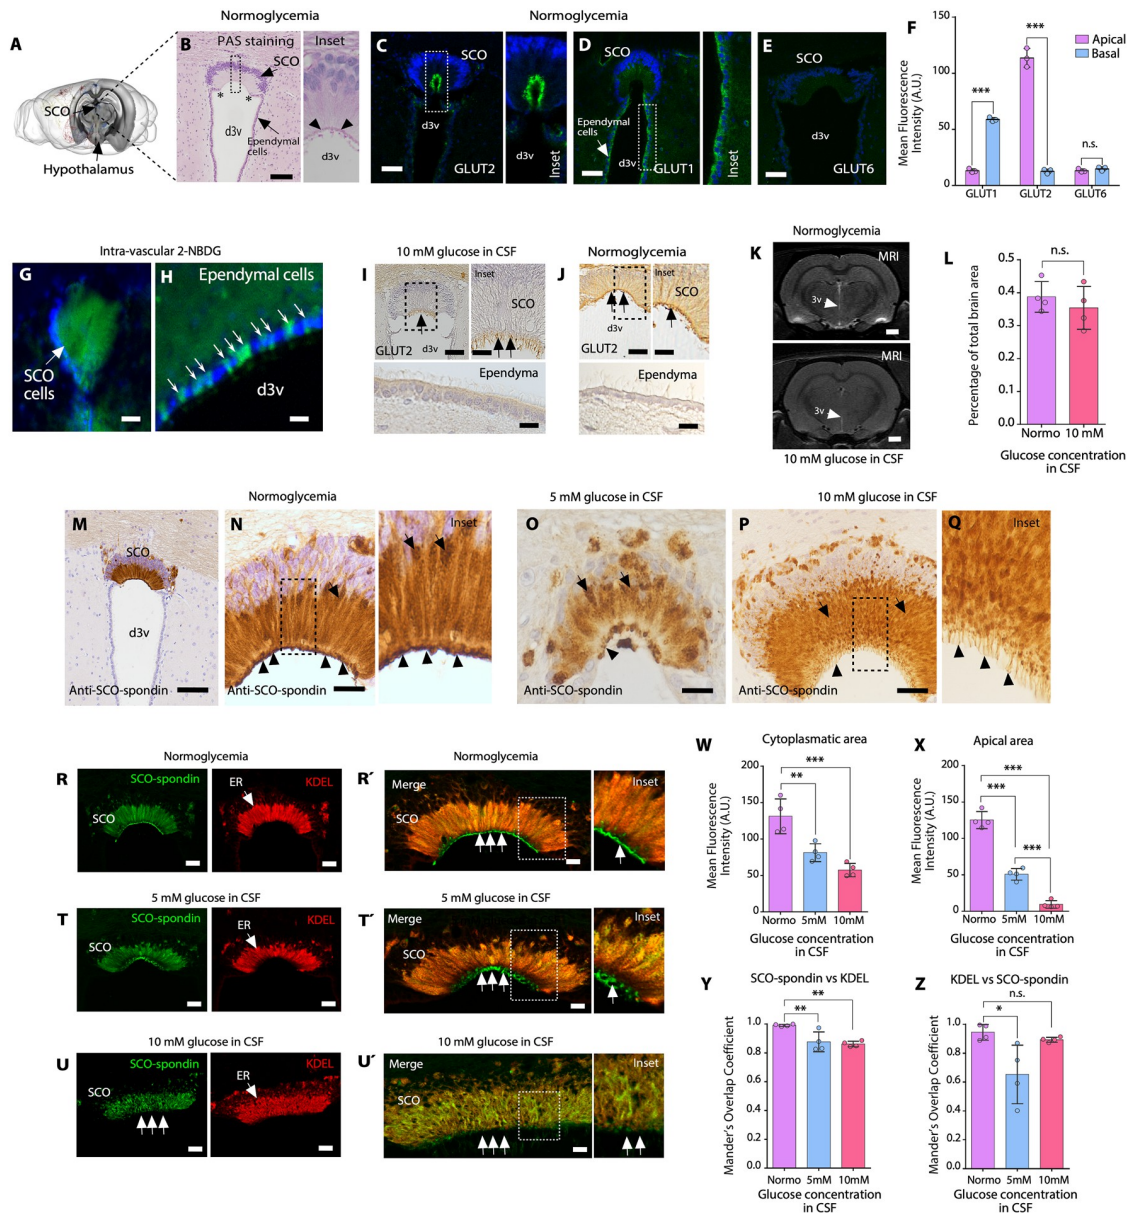 Normoglycemia
Normoglycemia
A
SCO
Hypothalamus
B
PAS staining
SCO
*
*
d3v
Ependymal
cells
Inset
d3v
C
SCO
d3v
GLUT2
Inset
D
SCO
Ependymal
cells
d3v
GLUT1
Inset
E
SCO
d3v
GLUT6
F
Mean Fluorescence
Intensity (A.U.)
150
100
50
0
***
***
n.s.
GLUT1
GLUT2
GLUT6
Apical
Basal
Intra-vascular 2-NBDG
G
SCO
cells
H
Ependymal cells
d3v
10 mM glucose in CSF
I
GLUT2
d3v
Inset
SCO
Ependyma
Normoglycemia
J
d3v
GLUT2
Inset
SCO
Ependyma
Normoglycemia
K
MRI
3v
MRI
3v
10 mM glucose in CSF
L
Percentage of total brain area
0.5
0.4
0.3
0.2
0.1
0.0
n.s.
Normo
10 mM
Glucose concentration
in CSF
Normoglycemia
M
SCO
d3v
Anti-SCO-spondin
N
Anti-SCO-spondin
Inset
5 mM glucose in CSF
O
Anti-SCO-spondin
10 mM glucose in CSF
P
Anti-SCO-spondin
Q
Inset
Normoglycemia
R
SCO-spondin
SCO
ER
KDEL
Normoglycemia
R´
Merge
SCO
Inset
5 mM glucose in CSF
T
SCO-spondin
SCO
ER
KDEL
5 mM glucose in CSF
T´
Merge
SCO
Inset
10 mM glucose in CSF
U
SCO-spondin
SCO
ER
KDEL
10 mM glucose in CSF
U´
Merge
SCO
Inset
W
Cytoplasmatic area
Mean Fluorescence
Intensity (A.U.)
200
150
100
50
0
***
**
Normo
5mM
10mM
Glucose concentration
in CSF
X
Apical area
Mean Fluorescence
Intensity (A.U.)
200
150
100
50
0
***
***
***
Normo
5mM
10mM
Glucose concentration
in CSF
Y
SCO-spondin vs KDEL
Mander's Overlap Coefficient
1.0
0.8
0.6
0.4
0.2
0.0
**
**
Normo
5mM
10mM
Glucose concentration
in CSF
Z
KDEL vs SCO-spondin
Mander's Overlap Coefficient
1.0
0.8
0.6
0.4
0.2
0.0
n.s.
*
Normo
5mM
10mM
Glucose concentration
in CSF